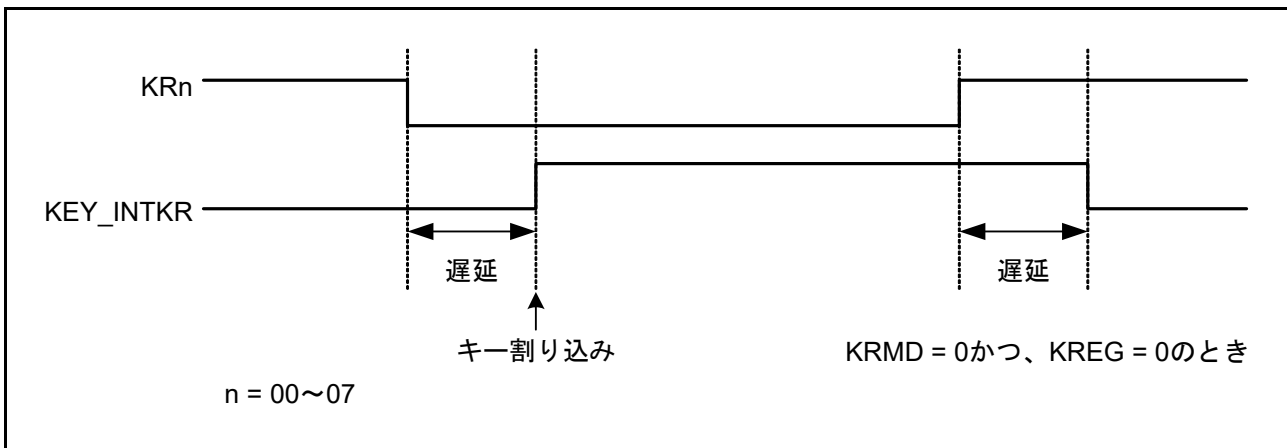 KRn
KEY_INTKR
遅延 遅延
キー割り込み KRMD = 0かつ、KREG = 0のとき
n = 00～07